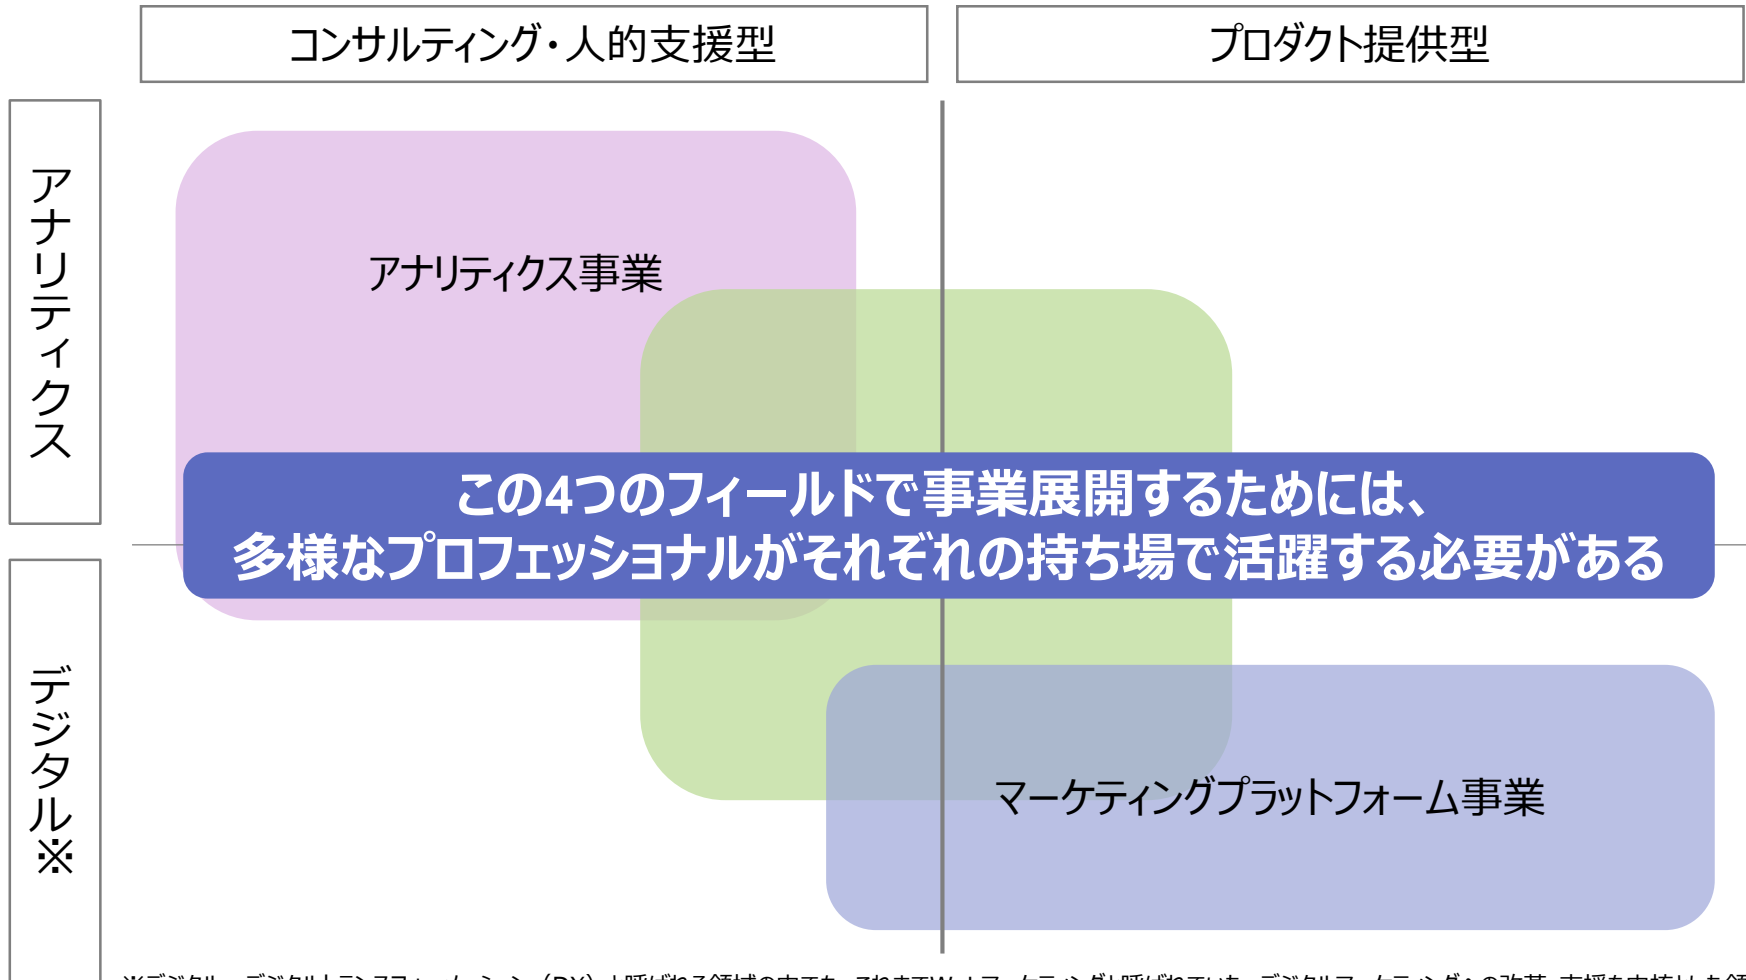 コンサルティング・人的支援型
プロダクト提供型
アナリティクス
アナリティクス事業
この4つのフィールドで事業展開するためには、
多様なプロフェッショナルがそれぞれの持ち場で活躍する必要がある
デジタル※
マーケティングプラットフォーム事業